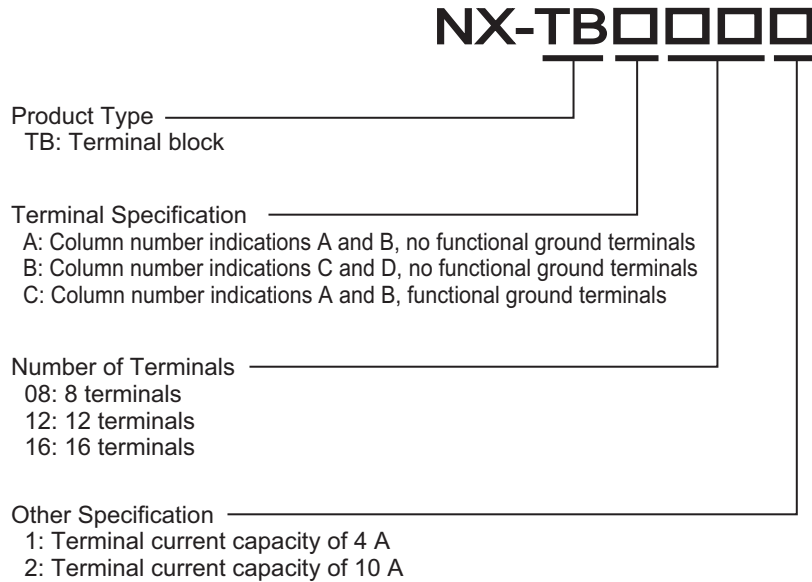 NX-TB□□□□
Product Type
TB: Terminal block
Terminal Specification
A: Column number indications A and B, no functional ground terminals
B: Column number indications C and D, no functional ground terminals
C: Column number indications A and B, functional ground terminals
Number of Terminals
08: 8 terminals
12: 12 terminals
16: 16 terminals
Other Specification
1: Terminal current capacity of 4 A
2: Terminal current capacity of 10 A